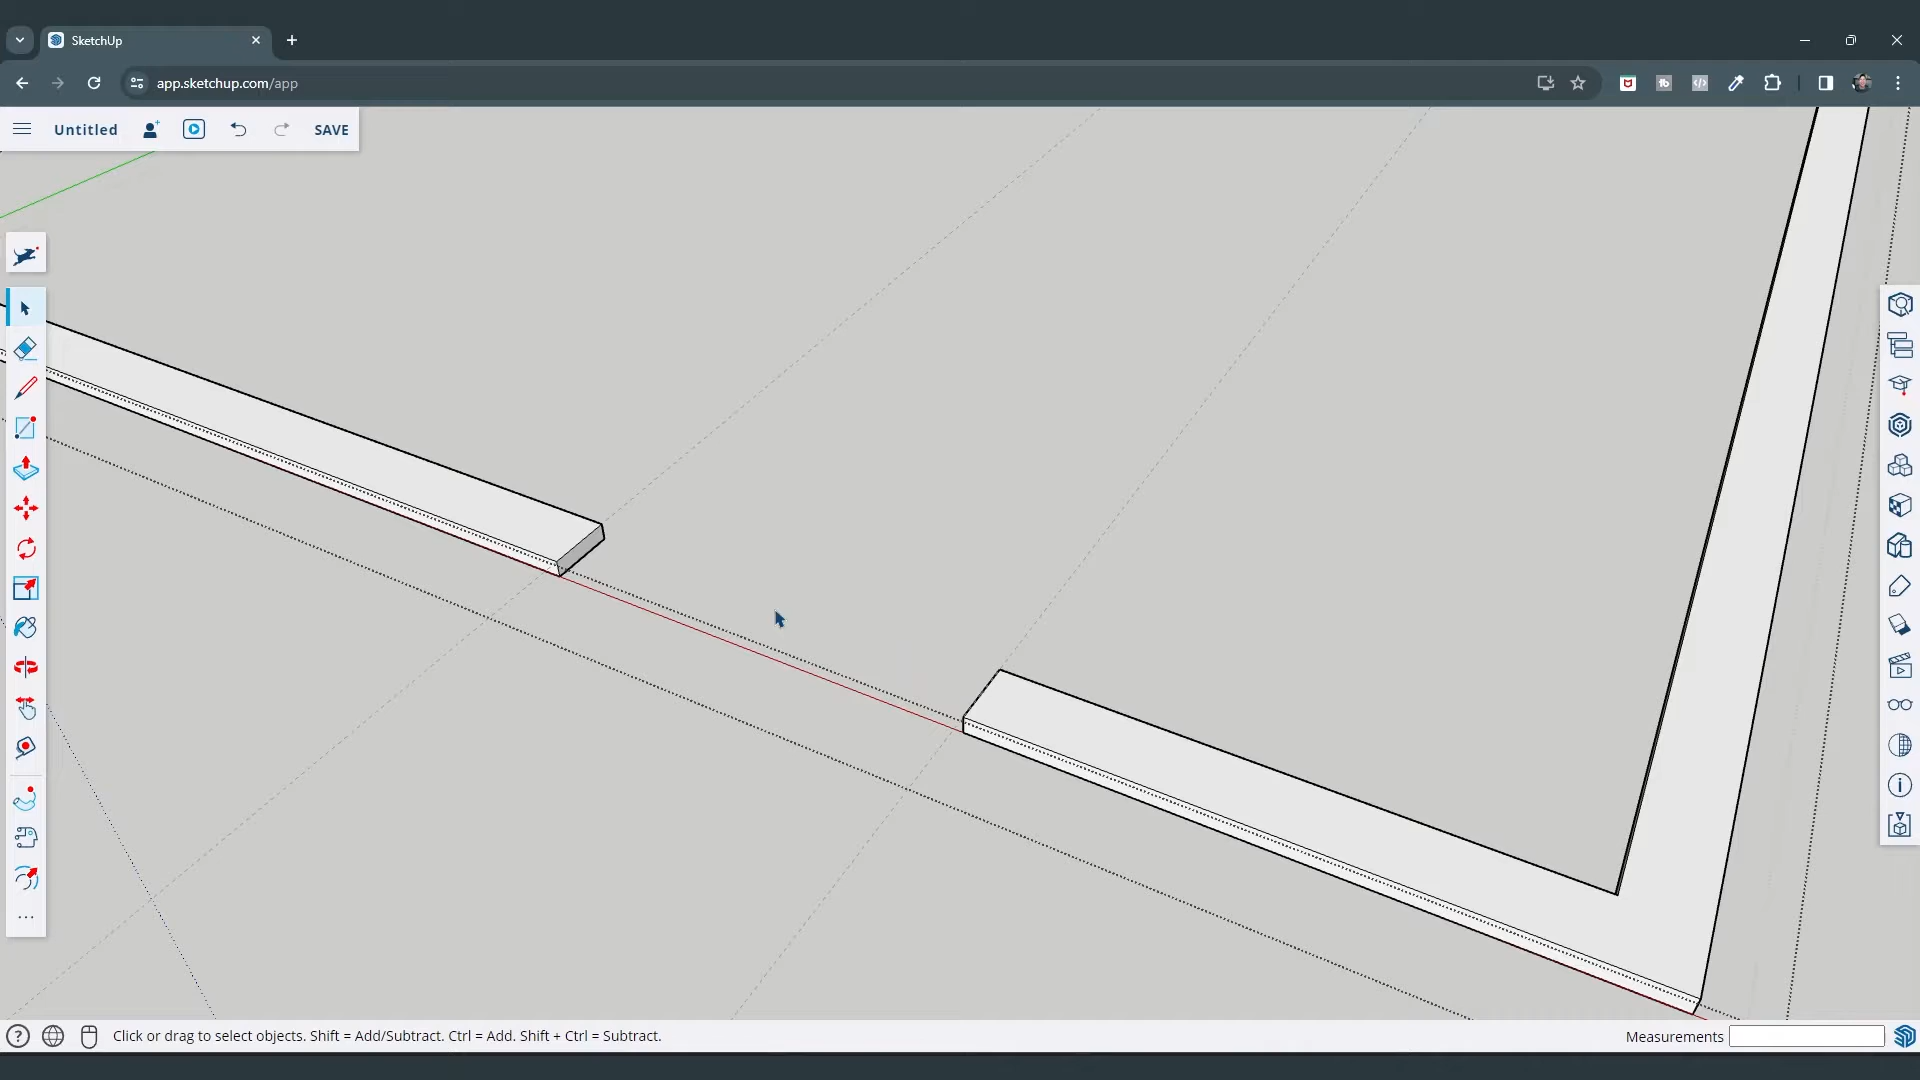 SketchUp
app.sketchup.com/app
Untitled
SAVE
Click or drag to select objects. Shift = Add/Subtract. Ctrl = Add. Shift + Ctrl = Subtract.
Measurements